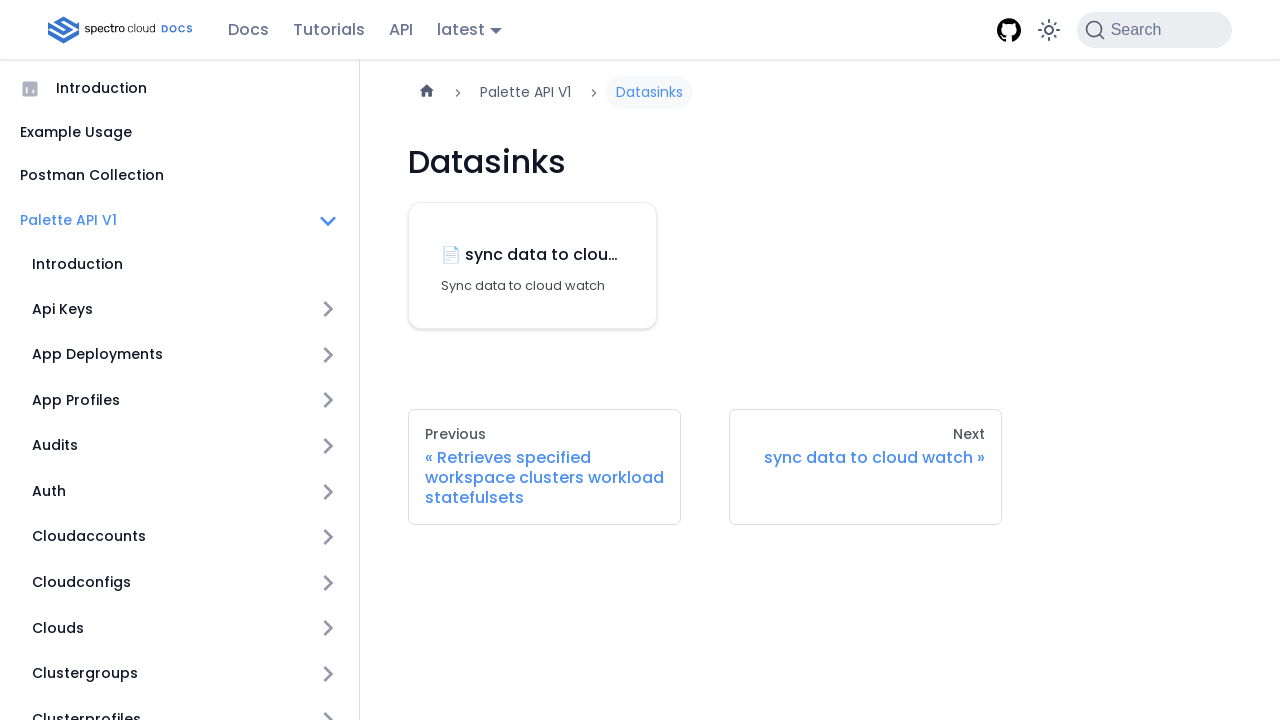 spectro cloud DOCS
Docs
Tutorials
API
latest
Search
Introduction
Example Usage
Postman Collection
Palette API V1
Introduction
Api Keys
App Deployments
App Profiles
Audits
Auth
Cloudaccounts
Cloudconfigs
Clouds
Clustergroups
Clusterprofiles
Palette API V1
Datasinks
Datasinks
📄 sync data to clou...
Sync data to cloud watch
Previous
« Retrieves specified
workspace clusters workload
statefulsets
Next
sync data to cloud watch »